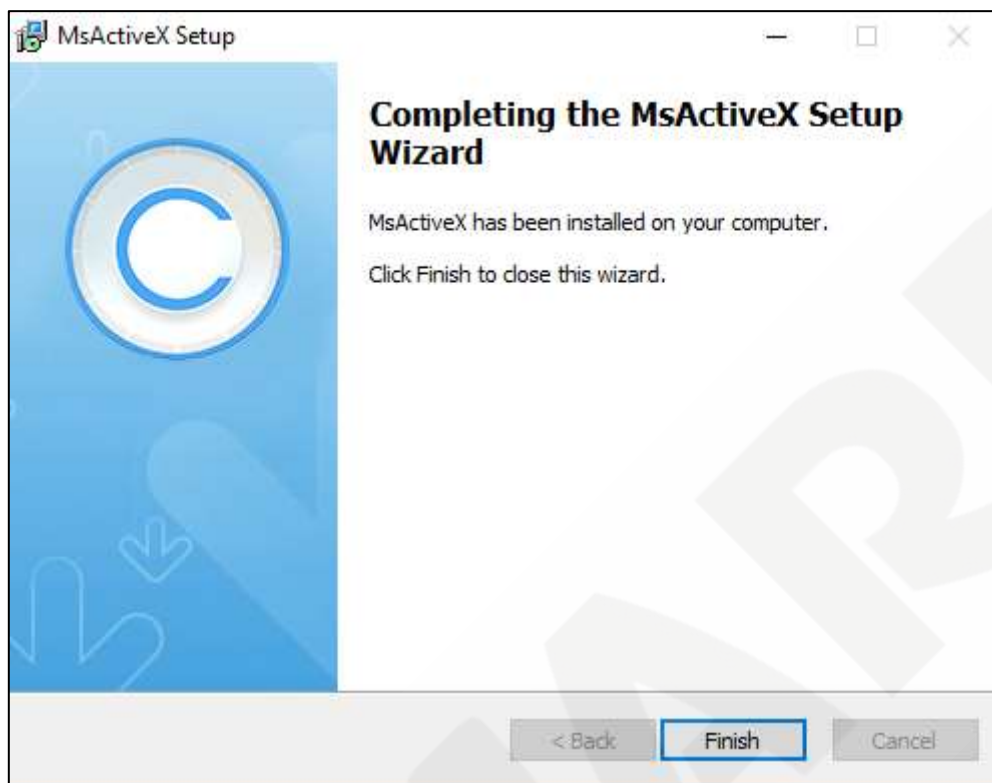 MsActiveX Setup
Completing the MsActiveX Setup
Wizard
MsActiveX has been installed on your computer.
Click Finish to close this wizard.
< Back Finish Cancel